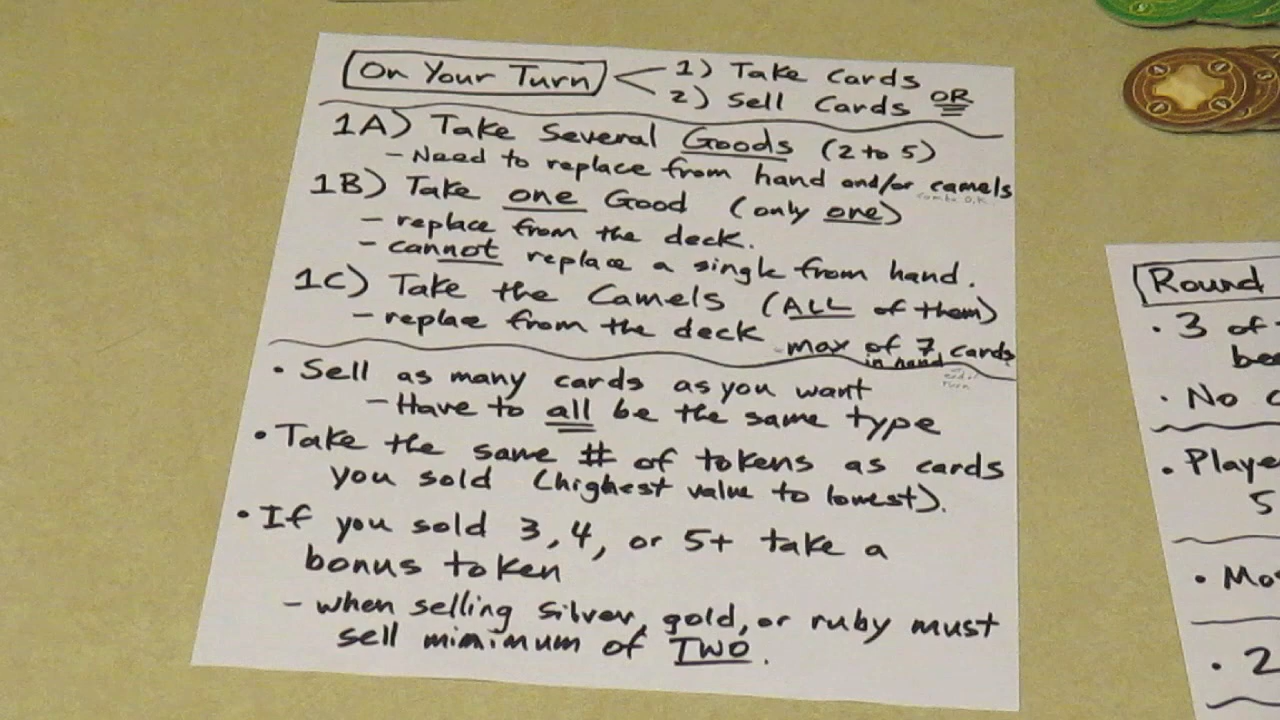 On Your Turn
1) Take Cards
2) Sell Cards OR
1A) Take Several Goods (2 to 5)
- Need to replace from hand and/or camels
combo O.K.
1B) Take one Good (only one)
- replace from the deck.
- cannot replace a single from hand.
1C) Take the Camels (ALL of them)
- replace from the deck
- max of 7 cards
in hand
end of
turn
• Sell as many cards as you want
- Have to all be the same type
• Take the same # of tokens as cards
you sold (highest value to lowest).
• If you sold 3, 4, or 5+ take a
bonus token
- when selling silver, gold, or ruby must
sell mimimum of TWO.
Round
• 3 of
• No
• Playe
5
• Mo
• 2